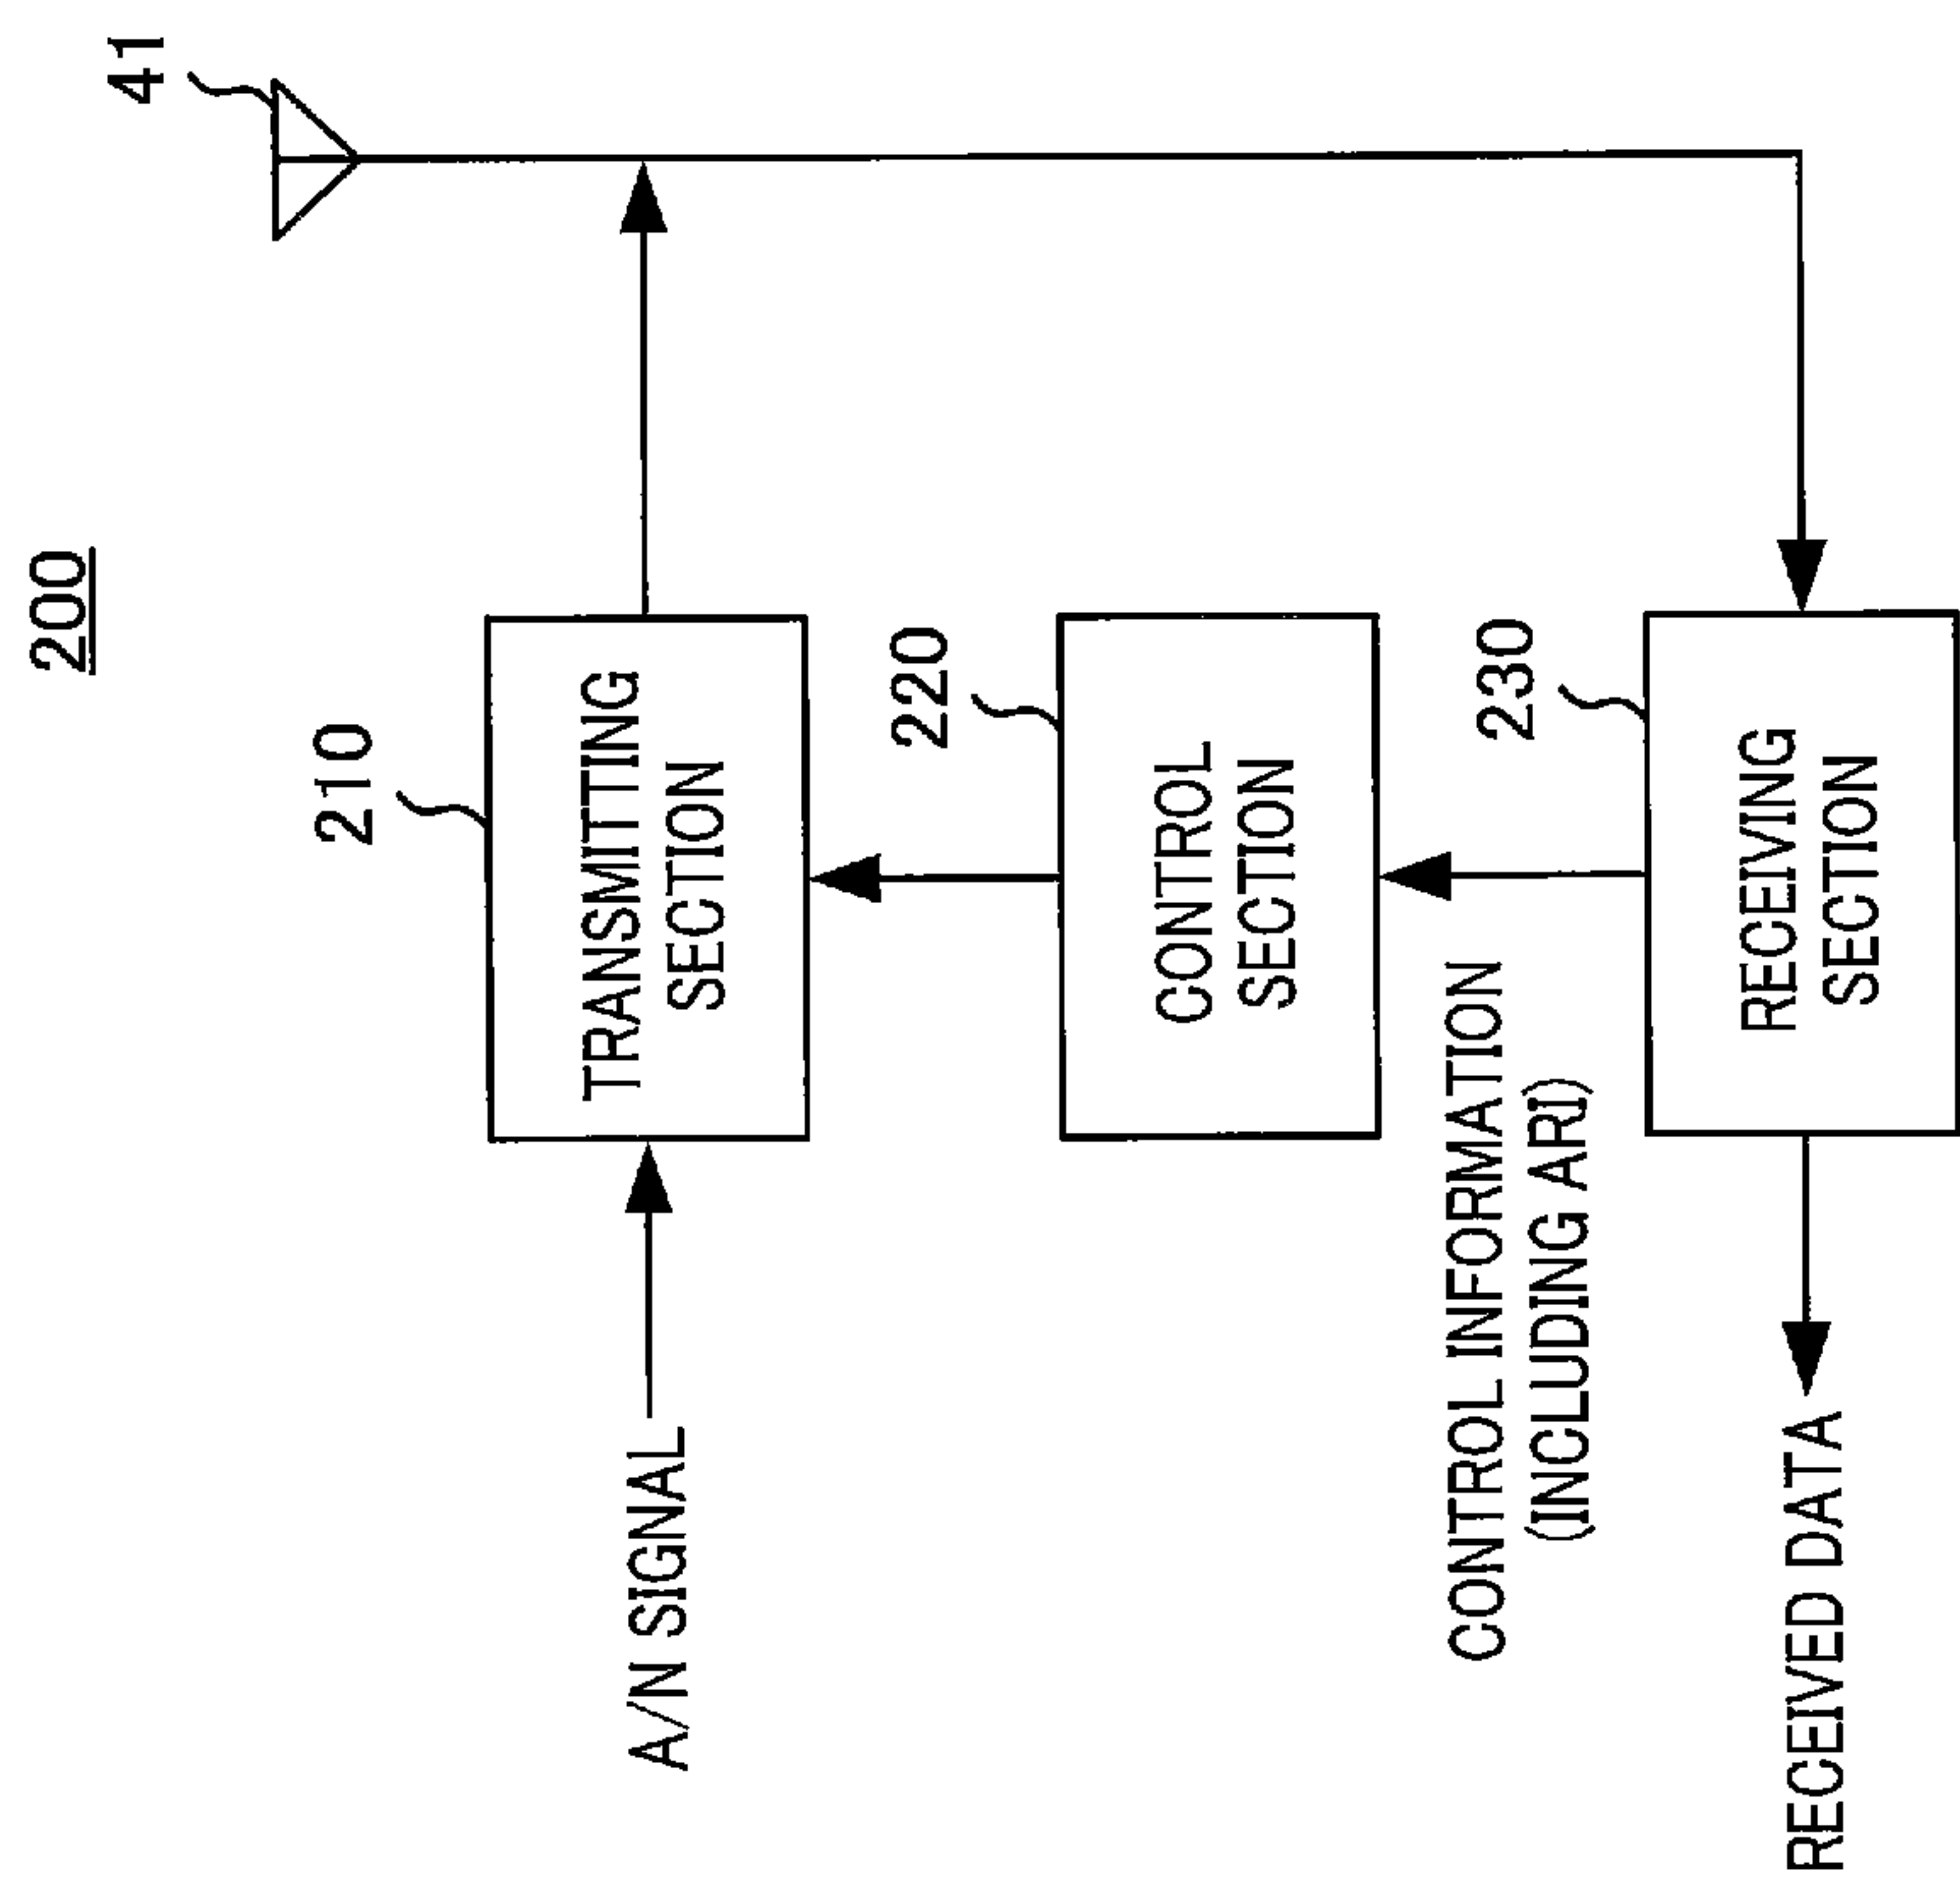 200
41
210
A/N SIGNAL
TRANSMITTING
SECTION
220
CONTROL
SECTION
CONTROL INFORMATION
(INCLUDING ARI)
230
RECEIVING
SECTION
RECEIVED DATA